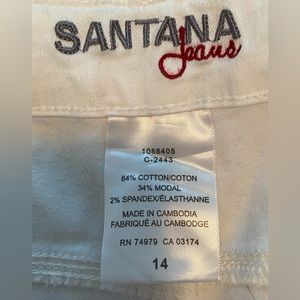 SANTANA
Jeans
1068405
C-2443
64% COTTON/COTON
34% MODAL
2% SPANDEX/ÉLASTHANNE
MADE IN CAMBODIA
FABRIQUÉ AU CAMBODGE
RN 74979 CA 03174
14